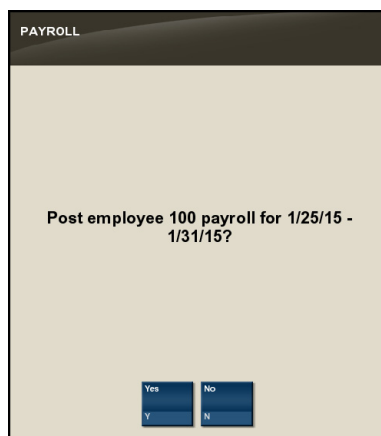 PAYROLL
Post employee 100 payroll for 1/25/15 -
1/31/15?
Yes No
Y N